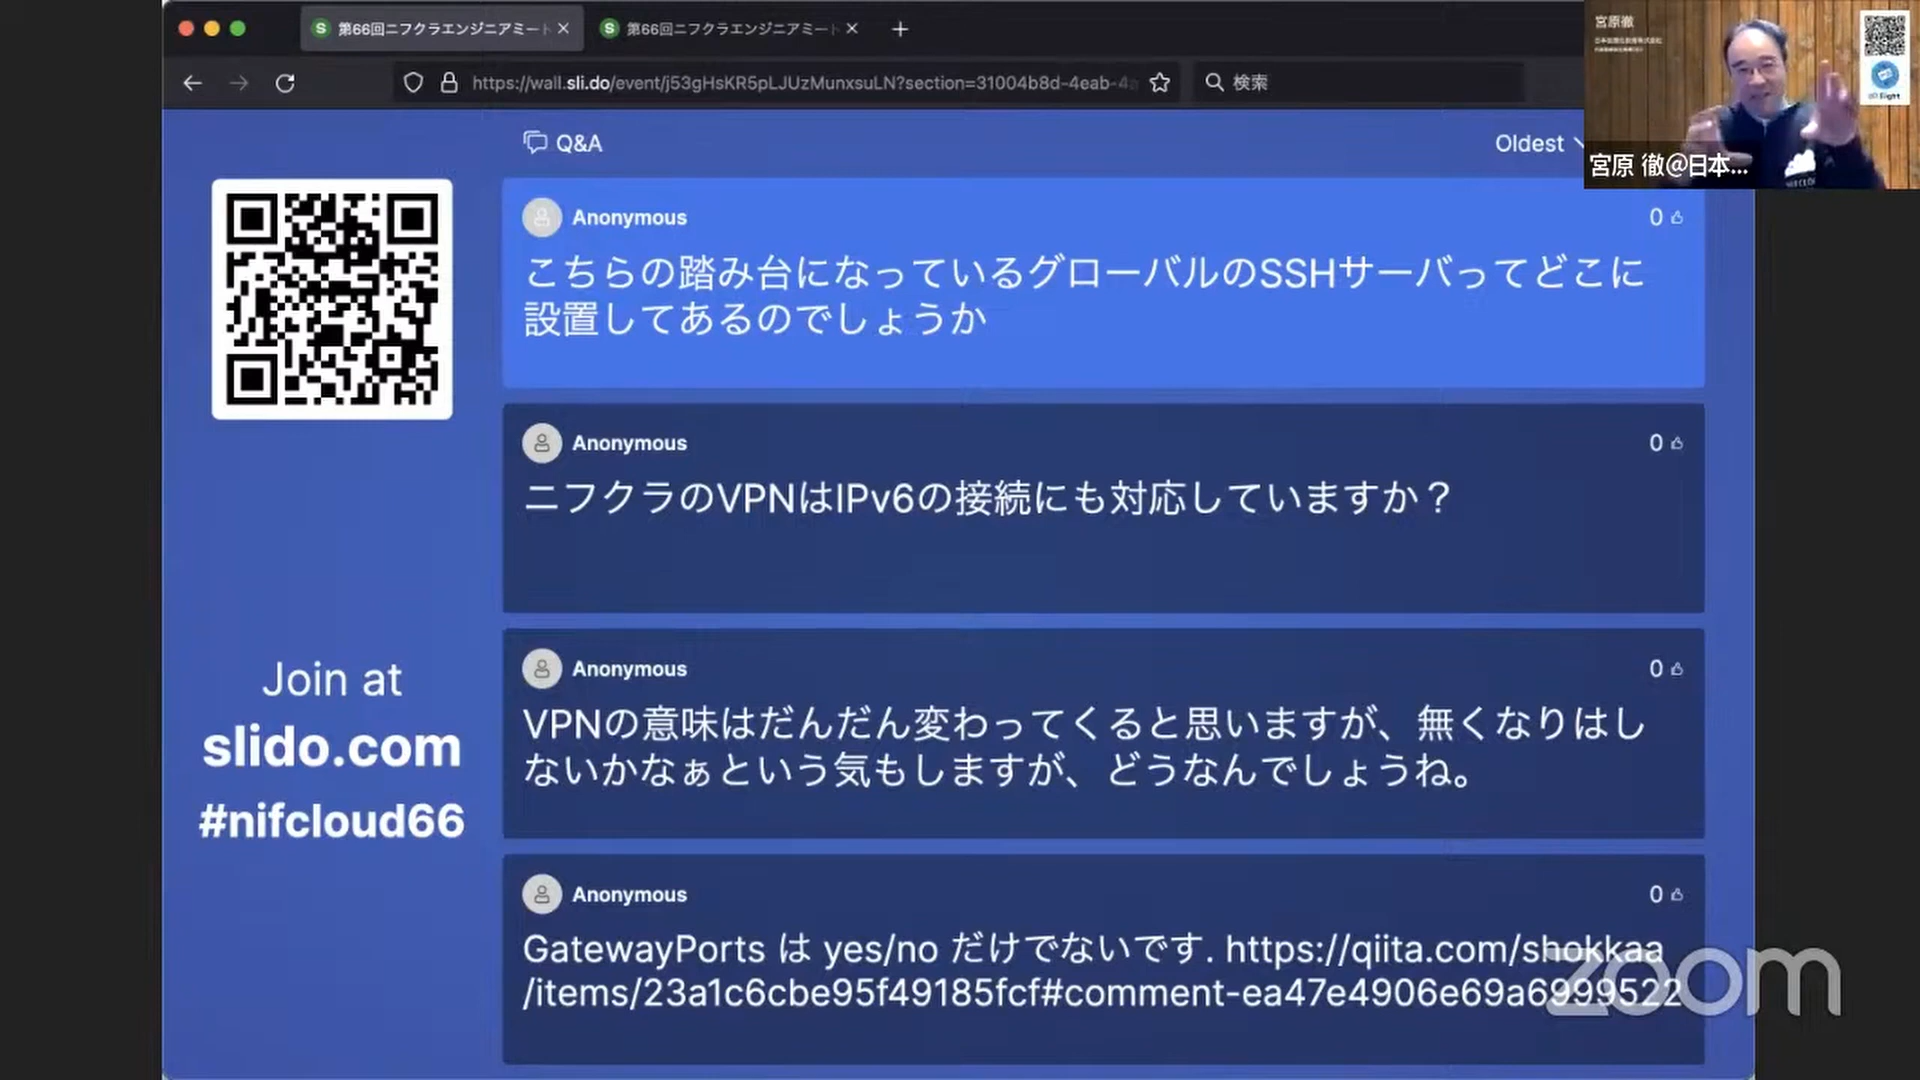 第66回ニフクラエンジニアミート
第66回ニフクラエンジニアミート
https://wall.sli.do/event/j53gHsKR5pLJUzMunxsuLN?section=31004b8d-4eab-4a
検索
宮原徹
宮原 徹@日本...
Q&A
Oldest
Anonymous
0
こちらの踏み台になっているグローバルのSSHサーバってどこに
設置してあるのでしょうか
Anonymous
0
ニフクラのVPNはIPv6の接続にも対応していますか？
Anonymous
0
VPNの意味はだんだん変わってくると思いますが、無くなりはし
ないかなぁという気もしますが、どうなんでしょうね。
Anonymous
0
GatewayPorts は yes/no だけでないです. https://qiita.com/shokkaa
/items/23a1c6cbe95f49185fcf#comment-ea47e4906e69a6999522
Join at
slido.com
#nifcloud66
zoom